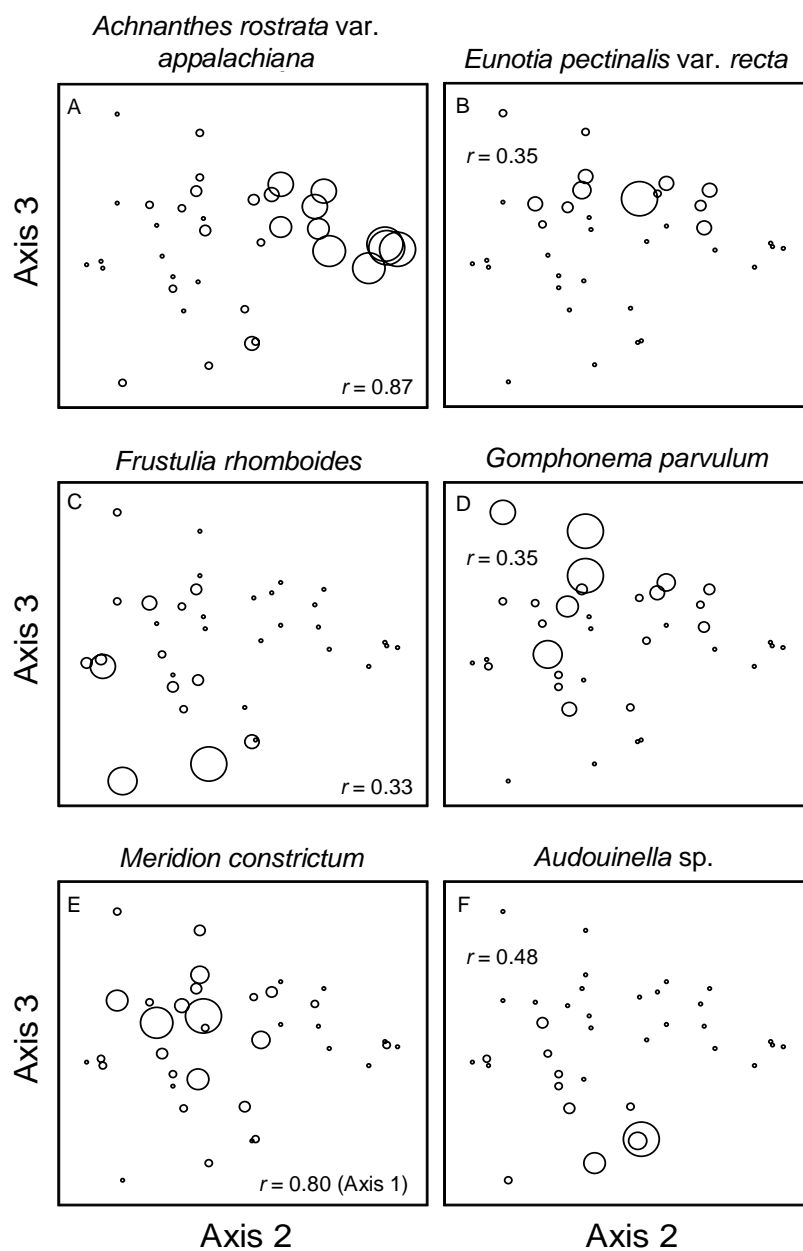 Achnanthes rostrata var.
appalachiana
Eunotia pectinalis var. recta
A
r = 0.87
B
r = 0.35
Axis 3
Frustulia rhomboides
Gomphonema parvulum
C
r = 0.33
D
r = 0.35
Axis 3
Meridion constrictum
Audouinella sp.
E
r = 0.80 (Axis 1)
F
r = 0.48
Axis 3
Axis 2
Axis 2